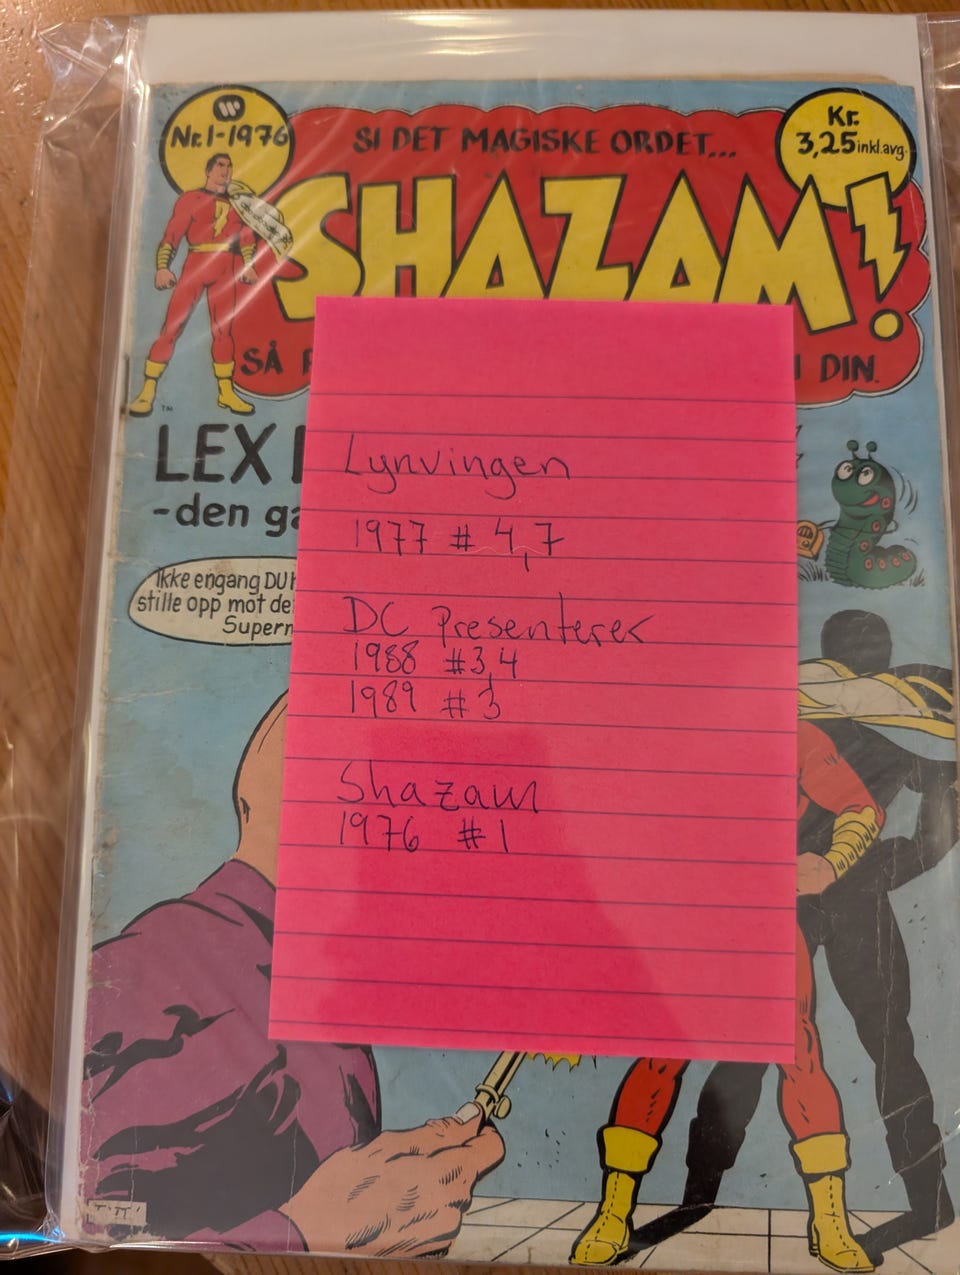 Nr.1-1976
Kr.
3,25 inkl.avg.
SI DET MAGISKE ORDET...
SHAZAM!
SÅ
DIN.
LEX
-den
Ikke engang DU
stille opp mot
Lynvingen
1977 # 4,7
DC Presenterer
1988 #3,4
1989 #3
Shazam
1976 #1